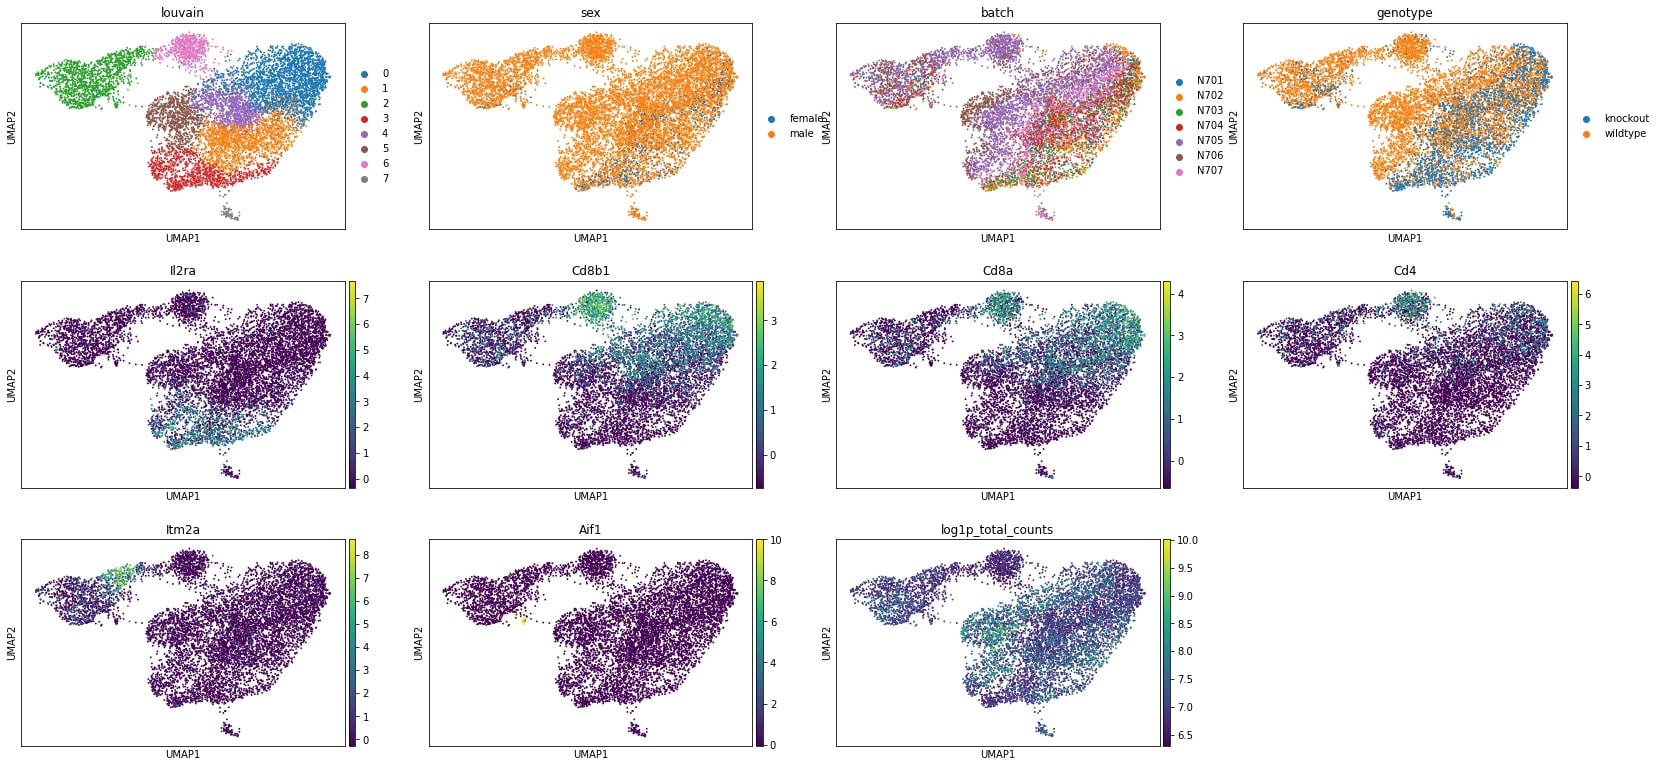 louvain
UMAP2
UMAP1
0
1
2
3
4
5
6
7
sex
UMAP2
UMAP1
female
male
batch
UMAP2
UMAP1
N701
N702
N703
N704
N705
N706
N707
genotype
UMAP2
UMAP1
knockout
wildtype
Il2ra
UMAP2
UMAP1
7
6
5
4
3
2
1
0
Cd8b1
UMAP2
UMAP1
3
2
1
0
Cd8a
UMAP2
UMAP1
4
3
2
1
0
Cd4
UMAP2
UMAP1
6
5
4
3
2
1
0
Itm2a
UMAP2
UMAP1
8
7
6
5
4
3
2
1
0
Aif1
UMAP2
UMAP1
10
8
6
4
2
0
log1p_total_counts
UMAP2
UMAP1
10.0
9.5
9.0
8.5
8.0
7.5
7.0
6.5